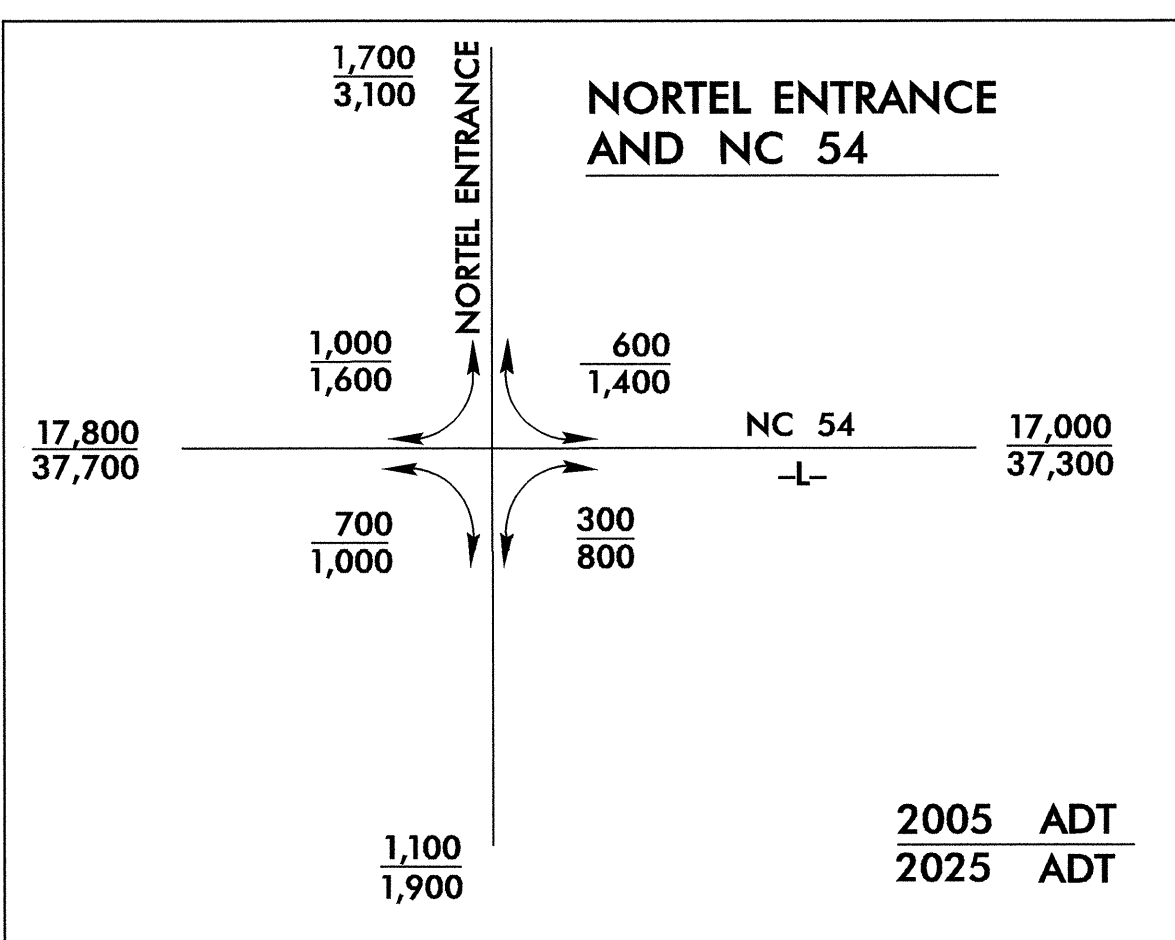 1,700
3,100
NORTEL ENTRANCE
NORTEL ENTRANCE
AND NC 54
1,000
1,600
600
1,400
17,800
37,700
NC 54
–L–
17,000
37,300
700
1,000
300
800
1,100
1,900
2005 ADT
2025 ADT